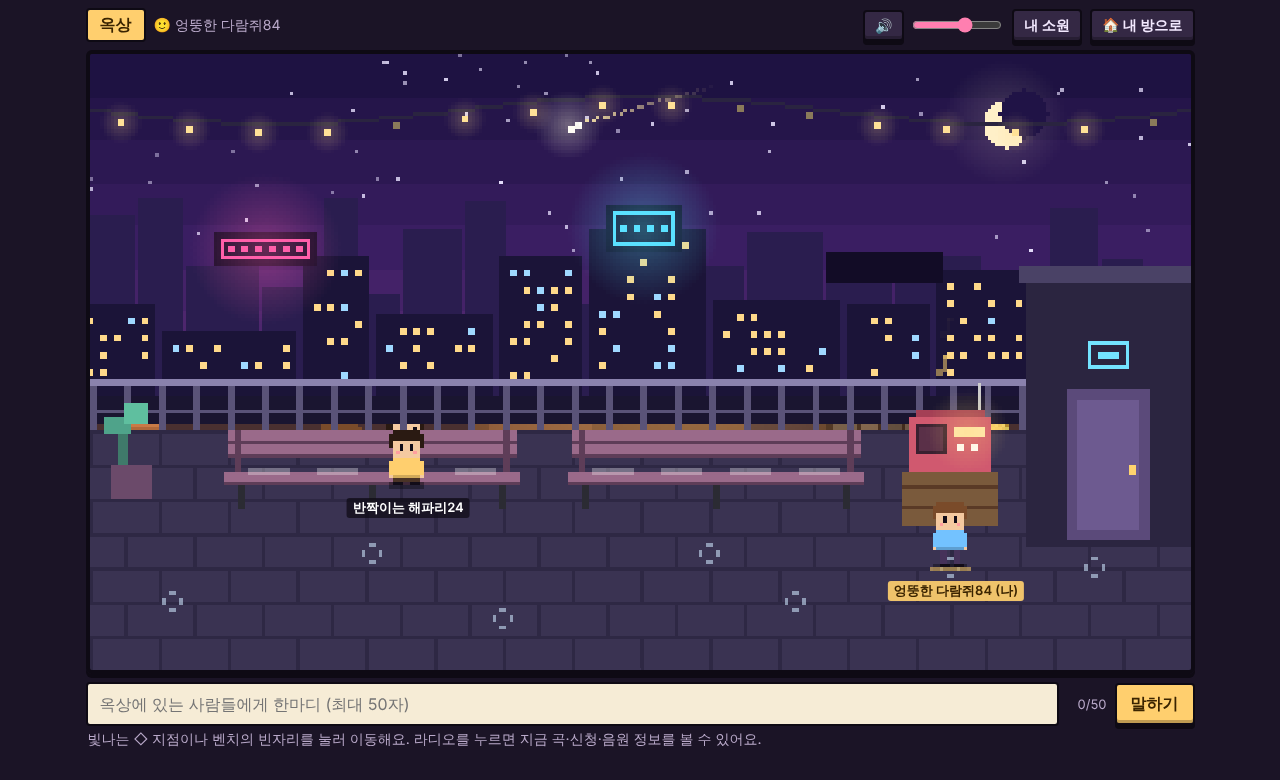 옥상
🙂 엉뚱한 다람쥐84
🔊
내 소원
🏠 내 방으로
반짝이는 해파리24
엉뚱한 다람쥐84 (나)
옥상에 있는 사람들에게 한마디 (최대 50자)
0/50
말하기
빛나는 ◇ 지점이나 벤치의 빈자리를 눌러 이동해요. 라디오를 누르면 지금 곡·신청·음원 정보를 볼 수 있어요.